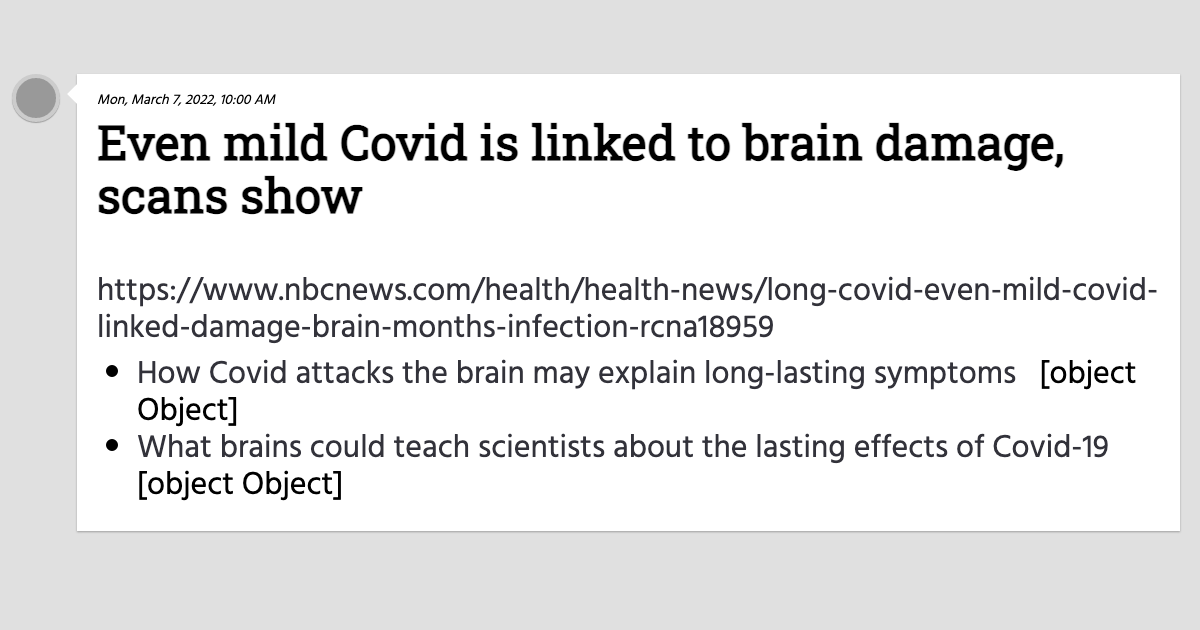 Mon, March 7, 2022, 10:00 AM
Even mild Covid is linked to brain damage,
scans show
https://www.nbcnews.com/health/health-news/long-covid-even-mild-covid-
linked-damage-brain-months-infection-rcna18959
• How Covid attacks the brain may explain long-lasting symptoms [object
Object]
• What brains could teach scientists about the lasting effects of Covid-19
[object Object]